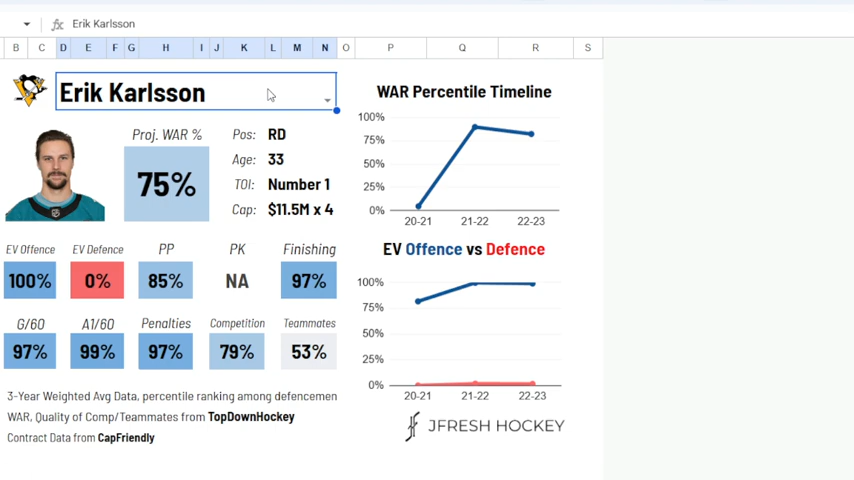 fx Erik Karlsson
B C D E F G H I J K L M N O P Q R S
Erik Karlsson
WAR Percentile Timeline
Proj. WAR %
75%
Pos: RD
Age: 33
TOI: Number 1
Cap: $11.5M x 4
100%
75%
50%
25%
0%
20-21 21-22 22-23
EV Offence EV Defence PP PK Finishing
100% 0% 85% NA 97%
G/60 A1/60 Penalties Competition Teammates
97% 99% 97% 79% 53%
EV Offence vs Defence
100%
75%
50%
25%
0%
20-21 21-22 22-23
3-Year Weighted Avg Data, percentile ranking among defencemen
WAR, Quality of Comp/Teammates from TopDownHockey
Contract Data from CapFriendly
JFRESH HOCKEY